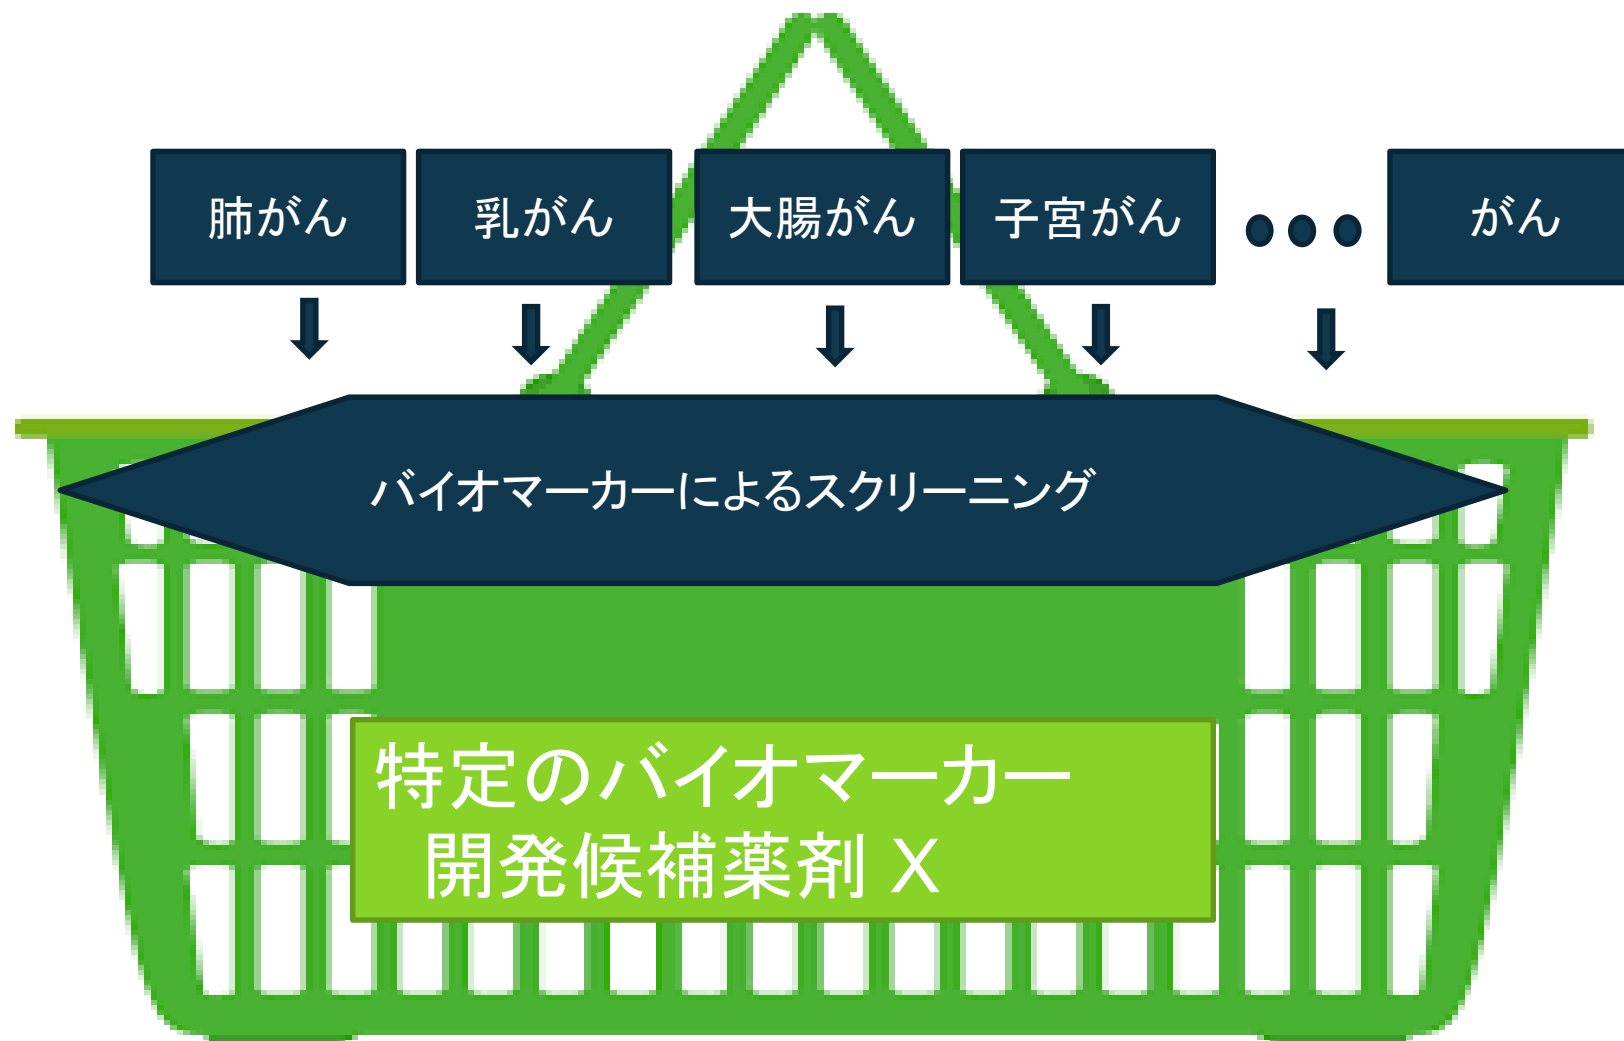 肺がん
乳がん
大腸がん
子宮がん
がん
バイオマーカーによるスクリーニング
特定のバイオマーカー
開発候補薬剤 X